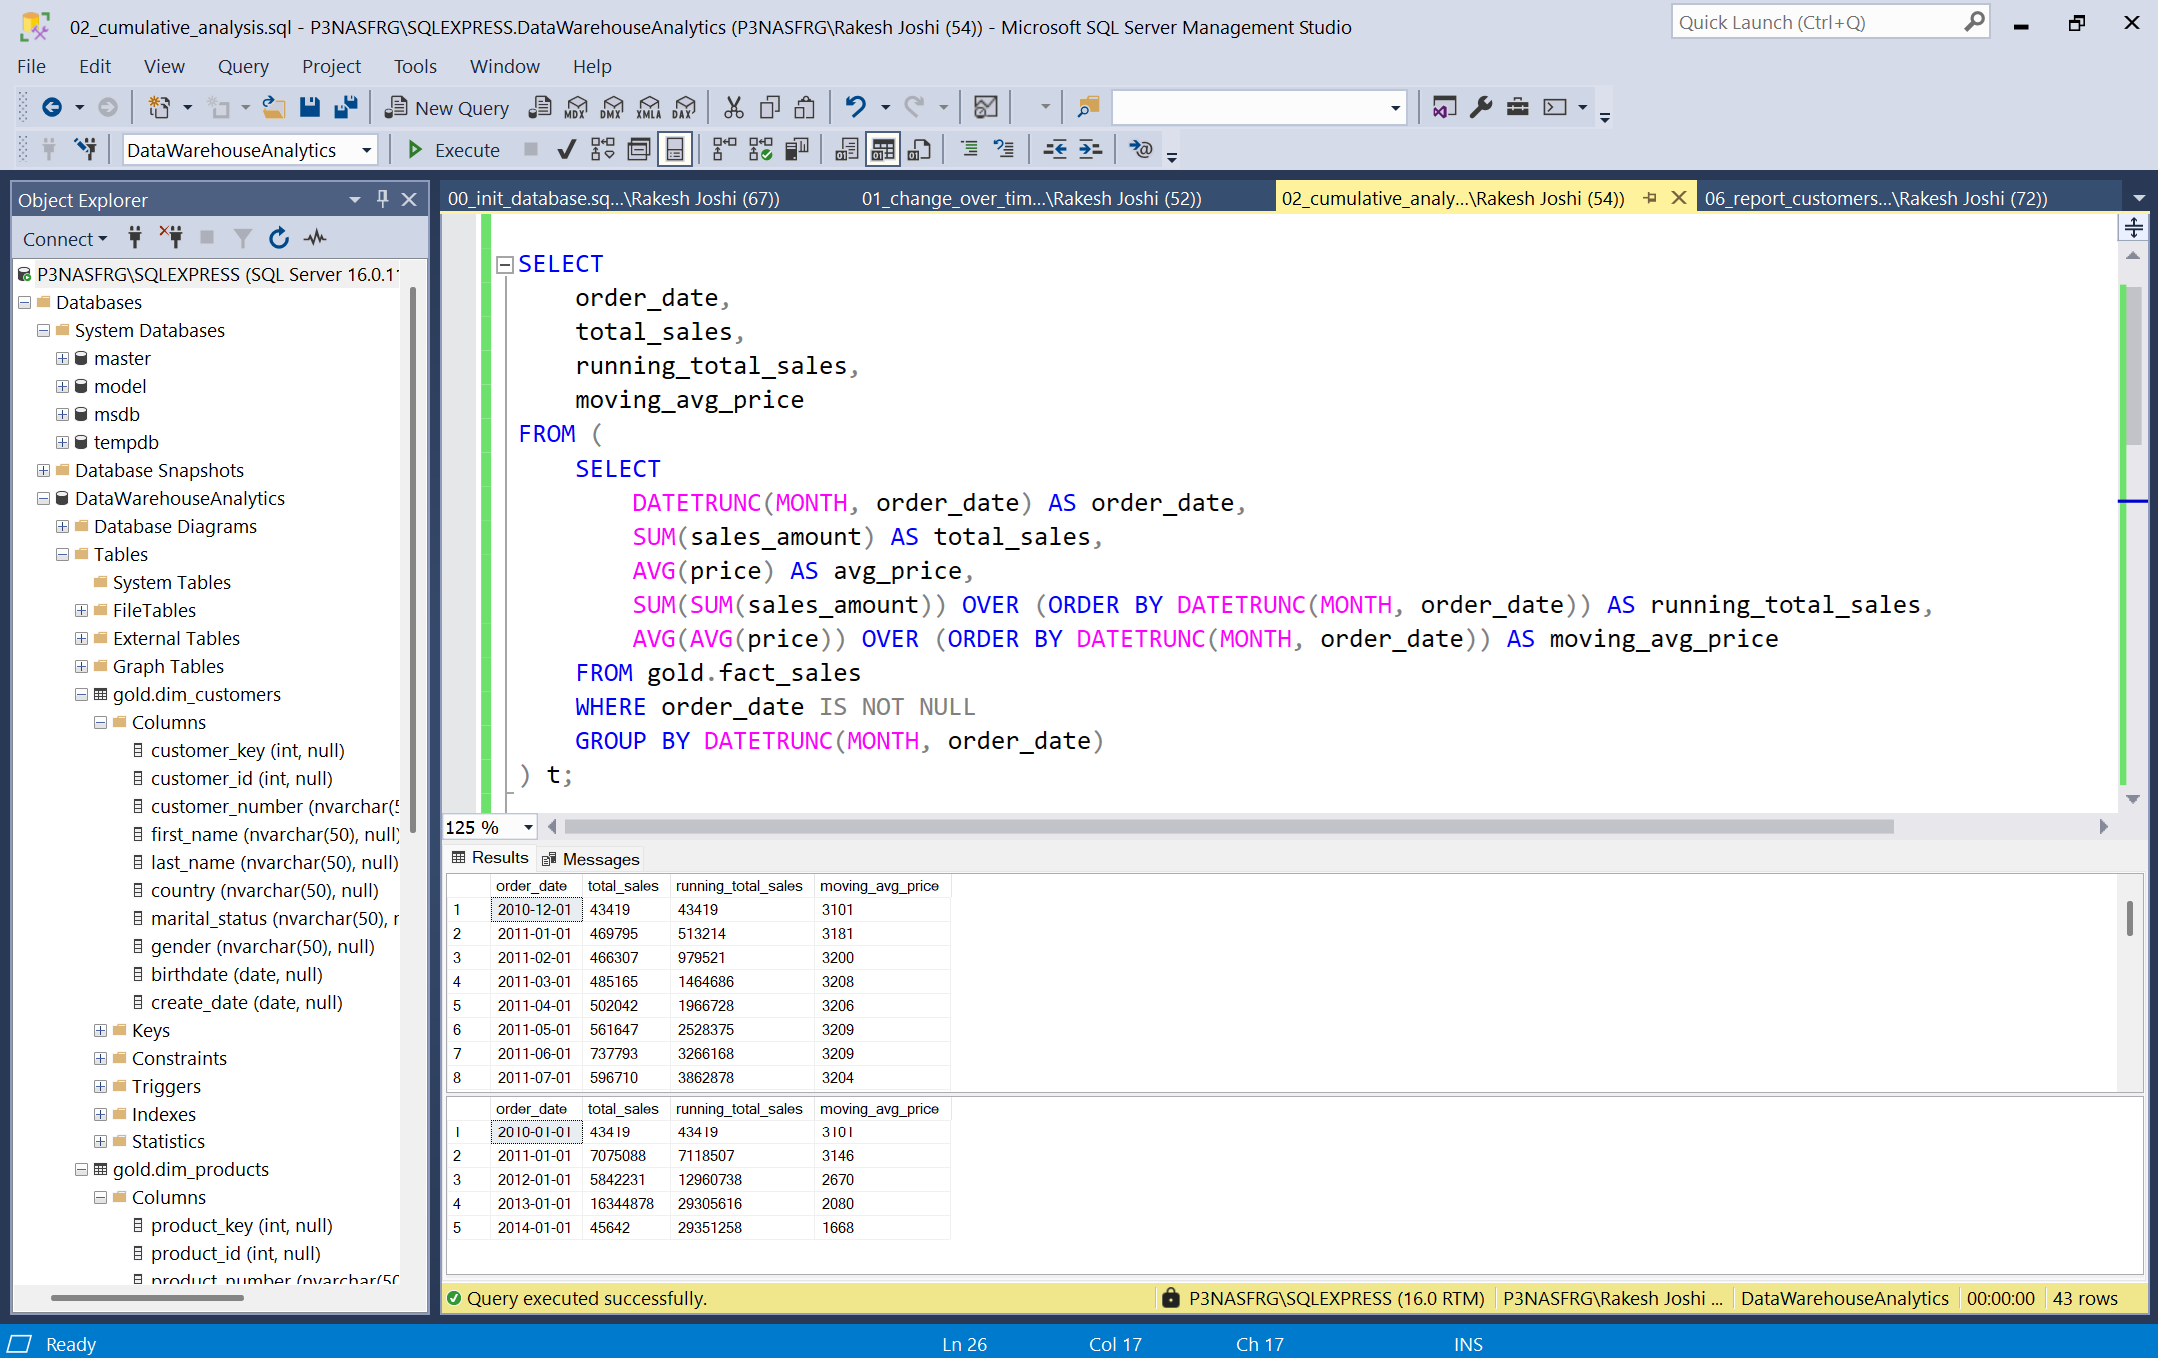 02_cumulative_analysis.sql - P3NASFRG\SQLEXPRESS.DataWarehouseAnalytics (P3NASFRG\Rakesh Joshi (54)) - Microsoft SQL Server Management Studio
Quick Launch (Ctrl+Q)
File Edit View Query Project Tools Window Help
New Query MDX DMX XMLA DAX
DataWarehouseAnalytics Execute
Object Explorer
Connect
P3NASFRG\SQLEXPRESS (SQL Server 16.0.1
Databases
System Databases
master
model
msdb
tempdb
Database Snapshots
DataWarehouseAnalytics
Database Diagrams
Tables
System Tables
FileTables
External Tables
Graph Tables
gold.dim_customers
Columns
customer_key (int, null)
customer_id (int, null)
customer_number (nvarchar(5
first_name (nvarchar(50), null)
last_name (nvarchar(50), null)
country (nvarchar(50), null)
marital_status (nvarchar(50), r
gender (nvarchar(50), null)
birthdate (date, null)
create_date (date, null)
Keys
Constraints
Triggers
Indexes
Statistics
gold.dim_products
Columns
product_key (int, null)
product_id (int, null)
product_number (nvarchar(50
00_init_database.sq...\Rakesh Joshi (67)) 01_change_over_tim...\Rakesh Joshi (52)) 02_cumulative_analy...\Rakesh Joshi (54)) 06_report_customers...\Rakesh Joshi (72))
SELECT
order_date,
total_sales,
running_total_sales,
moving_avg_price
FROM (
SELECT
DATETRUNC(MONTH, order_date) AS order_date,
SUM(sales_amount) AS total_sales,
AVG(price) AS avg_price,
SUM(SUM(sales_amount)) OVER (ORDER BY DATETRUNC(MONTH, order_date)) AS running_total_sales,
AVG(AVG(price)) OVER (ORDER BY DATETRUNC(MONTH, order_date)) AS moving_avg_price
FROM gold.fact_sales
WHERE order_date IS NOT NULL
GROUP BY DATETRUNC(MONTH, order_date)
) t;
125 %
Results Messages
order_date total_sales running_total_sales moving_avg_price
1 2010-12-01 43419 43419 3101
2 2011-01-01 469795 513214 3181
3 2011-02-01 466307 979521 3200
4 2011-03-01 485165 1464686 3208
5 2011-04-01 502042 1966728 3206
6 2011-05-01 561647 2528375 3209
7 2011-06-01 737793 3266168 3209
8 2011-07-01 596710 3862878 3204
order_date total_sales running_total_sales moving_avg_price
1 2010-01-01 43419 43419 3101
2 2011-01-01 7075088 7118507 3146
3 2012-01-01 5842231 12960738 2670
4 2013-01-01 16344878 29305616 2080
5 2014-01-01 45642 29351258 1668
Query executed successfully. P3NASFRG\SQLEXPRESS (16.0 RTM) P3NASFRG\Rakesh Joshi ... DataWarehouseAnalytics 00:00:00 43 rows
Ready Ln 26 Col 17 Ch 17 INS